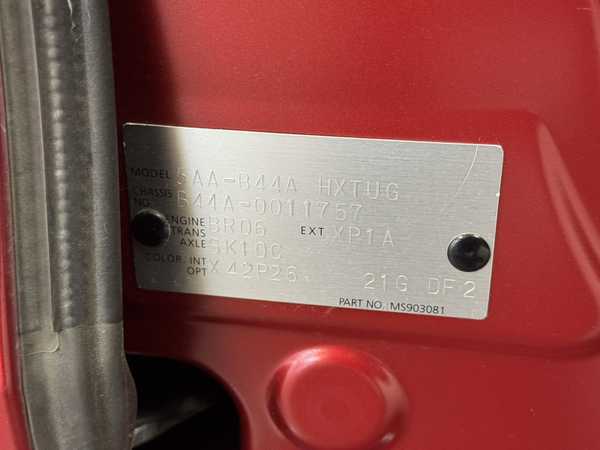 MODEL 5AA-B44A HXTUG
CHASSIS NO. B44A-0011757
ENGINE BR06 EXT XP1A
TRANS AXLE SK10C
COLOR, INT OPT X 42P26 21G DF2
PART NO. MS903081